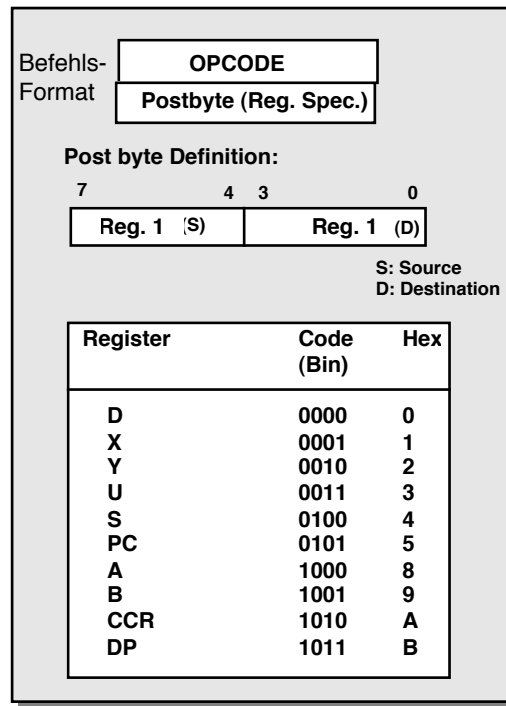 Befehls- OPCODE
Format Postbyte (Reg. Spec.)
Post byte Definition:
7 4 3 0
Reg. 1 (S) Reg. 1 (D)
S: Source
D: Destination
Register Code Hex
(Bin)
D 0000 0
X 0001 1
Y 0010 2
U 0011 3
S 0100 4
PC 0101 5
A 1000 8
B 1001 9
CCR 1010 A
DP 1011 B